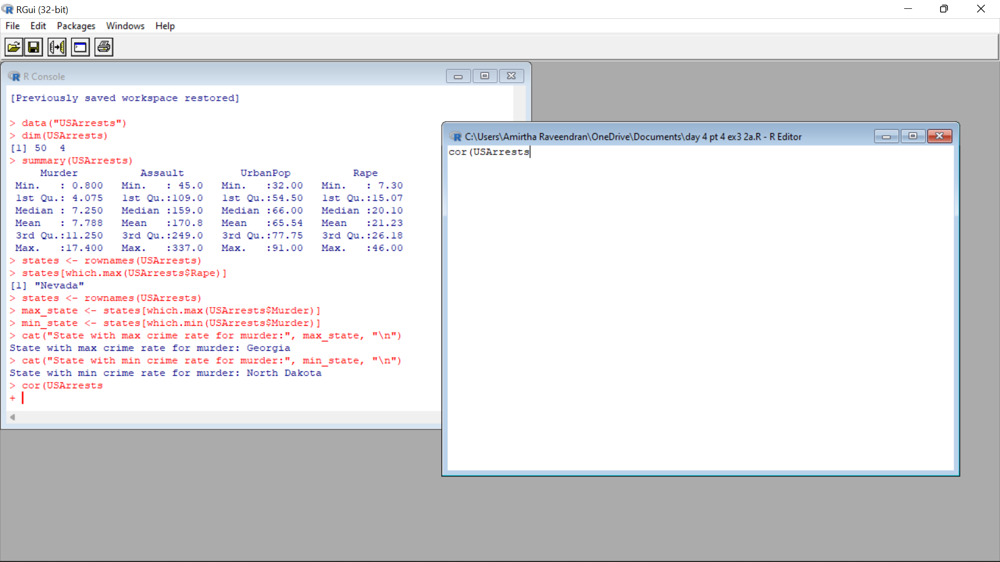 RGui (32-bit)
File Edit Packages Windows Help
R Console
[Previously saved workspace restored]
> data("USArrests")
> dim(USArrests)
[1] 50  4
> summary(USArrests)
     Murder          Assault         UrbanPop          Rape
 Min.   : 0.800   Min.   : 45.0   Min.   :32.00   Min.   : 7.30
 1st Qu.: 4.075   1st Qu.:109.0   1st Qu.:54.50   1st Qu.:15.07
 Median : 7.250   Median :159.0   Median :66.00   Median :20.10
 Mean   : 7.788   Mean   :170.8   Mean   :65.54   Mean   :21.23
 3rd Qu.:11.250   3rd Qu.:249.0   3rd Qu.:77.75   3rd Qu.:26.18
 Max.   :17.400   Max.   :337.0   Max.   :91.00   Max.   :46.00
> states <- rownames(USArrests)
> states[which.max(USArrests$Rape)]
[1] "Nevada"
> states <- rownames(USArrests)
> max_state <- states[which.max(USArrests$Murder)]
> min_state <- states[which.min(USArrests$Murder)]
> cat("State with max crime rate for murder:", max_state, "\n")
State with max crime rate for murder: Georgia
> cat("State with min crime rate for murder:", min_state, "\n")
State with min crime rate for murder: North Dakota
> cor(USArrests
+
C:\Users\Amirtha Raveendran\OneDrive\Documents\day 4 pt 4 ex3 2a.R - R Editor
cor(USArrests